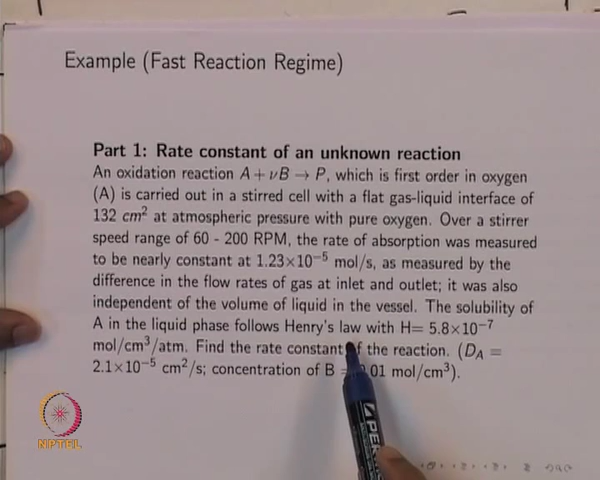 Example (Fast Reaction Regime)
Part 1: Rate constant of an unknown reaction
An oxidation reaction A + νB → P, which is first order in oxygen
(A) is carried out in a stirred cell with a flat gas-liquid interface of
132 cm² at atmospheric pressure with pure oxygen. Over a stirrer
speed range of 60 - 200 RPM, the rate of absorption was measured
to be nearly constant at 1.23×10⁻⁵ mol/s, as measured by the
difference in the flow rates of gas at inlet and outlet; it was also
independent of the volume of liquid in the vessel. The solubility of
A in the liquid phase follows Henry's law with H= 5.8×10⁻⁷
mol/cm³/atm. Find the rate constant of the reaction. (D_A =
2.1×10⁻⁵ cm²/s; concentration of B = 0.01 mol/cm³).
NPTEL